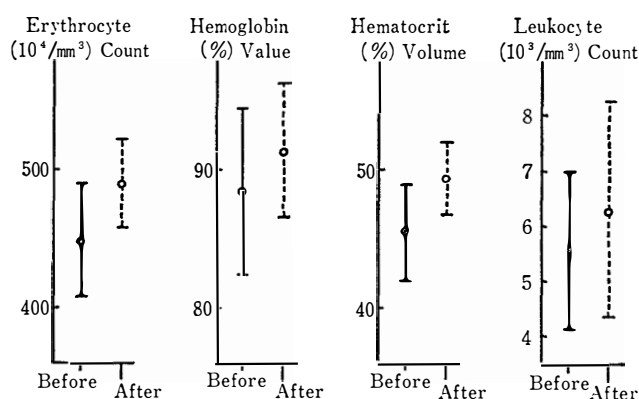 Erythrocyte
(10⁴/mm³) Count
500
400
Before
After
Hemoglobin
(%) Value
90
80
Before
After
Hematocrit
(%) Volume
50
40
Before
After
Leukocyte
(10³/mm³) Count
8
7
6
5
4
Before
After